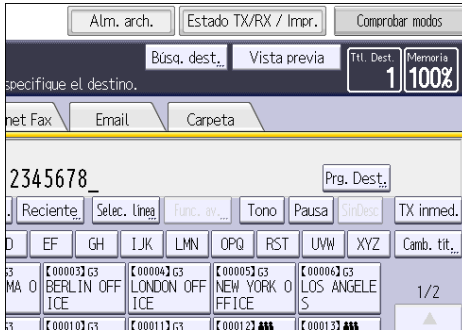 Alm. arch. Estado TX/RX / Impr. Comprobar modos
Búsq. dest. Vista previa Ttl. Dest. Memoria
specifique el destino. 1 100%
net Fax Email Carpeta
2345678_ Prg. Dest.
Reciente Selec. línea Func. av. Tono Pausa SinDesc TX inmed.
D EF GH IJK LMN OPQ RST UVW XYZ Camb. tít.
G3 【00003】G3 【00004】G3 【00005】G3 【00006】G3
MA O BERLIN OFF LONDON OFF NEW YORK O LOS ANGELE 1/2
ICE ICE FFICE S
G3 【00010】G3 【00011】G3 【00012】 【00013】